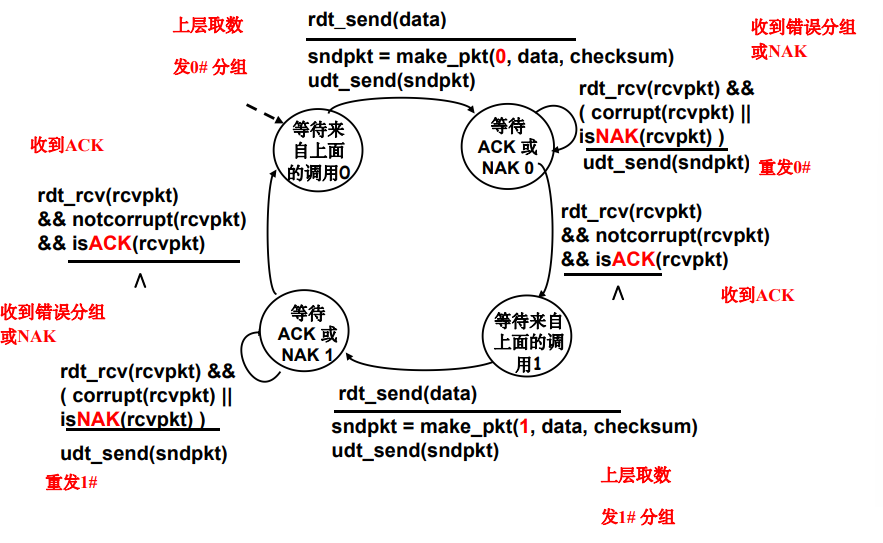 上层取数
发0# 分组
rdt_send(data)
sndpkt = make_pkt(0, data, checksum)
udt_send(sndpkt)
收到错误分组
或NAK
rdt_rcv(rcvpkt) &&
( corrupt(rcvpkt) ||
isNAK(rcvpkt) )
udt_send(sndpkt)
重发0#
等待来
自上面
的调用0
等待
ACK 或
NAK 0
收到ACK
rdt_rcv(rcvpkt)
&& notcorrupt(rcvpkt)
&& isACK(rcvpkt)
Λ
rdt_rcv(rcvpkt)
&& notcorrupt(rcvpkt)
&& isACK(rcvpkt)
Λ
收到ACK
收到错误分组
或NAK
等待
ACK 或
NAK 1
等待来自
上面的调
用1
rdt_rcv(rcvpkt) &&
( corrupt(rcvpkt) ||
isNAK(rcvpkt) )
udt_send(sndpkt)
重发1#
rdt_send(data)
sndpkt = make_pkt(1, data, checksum)
udt_send(sndpkt)
上层取数
发1# 分组